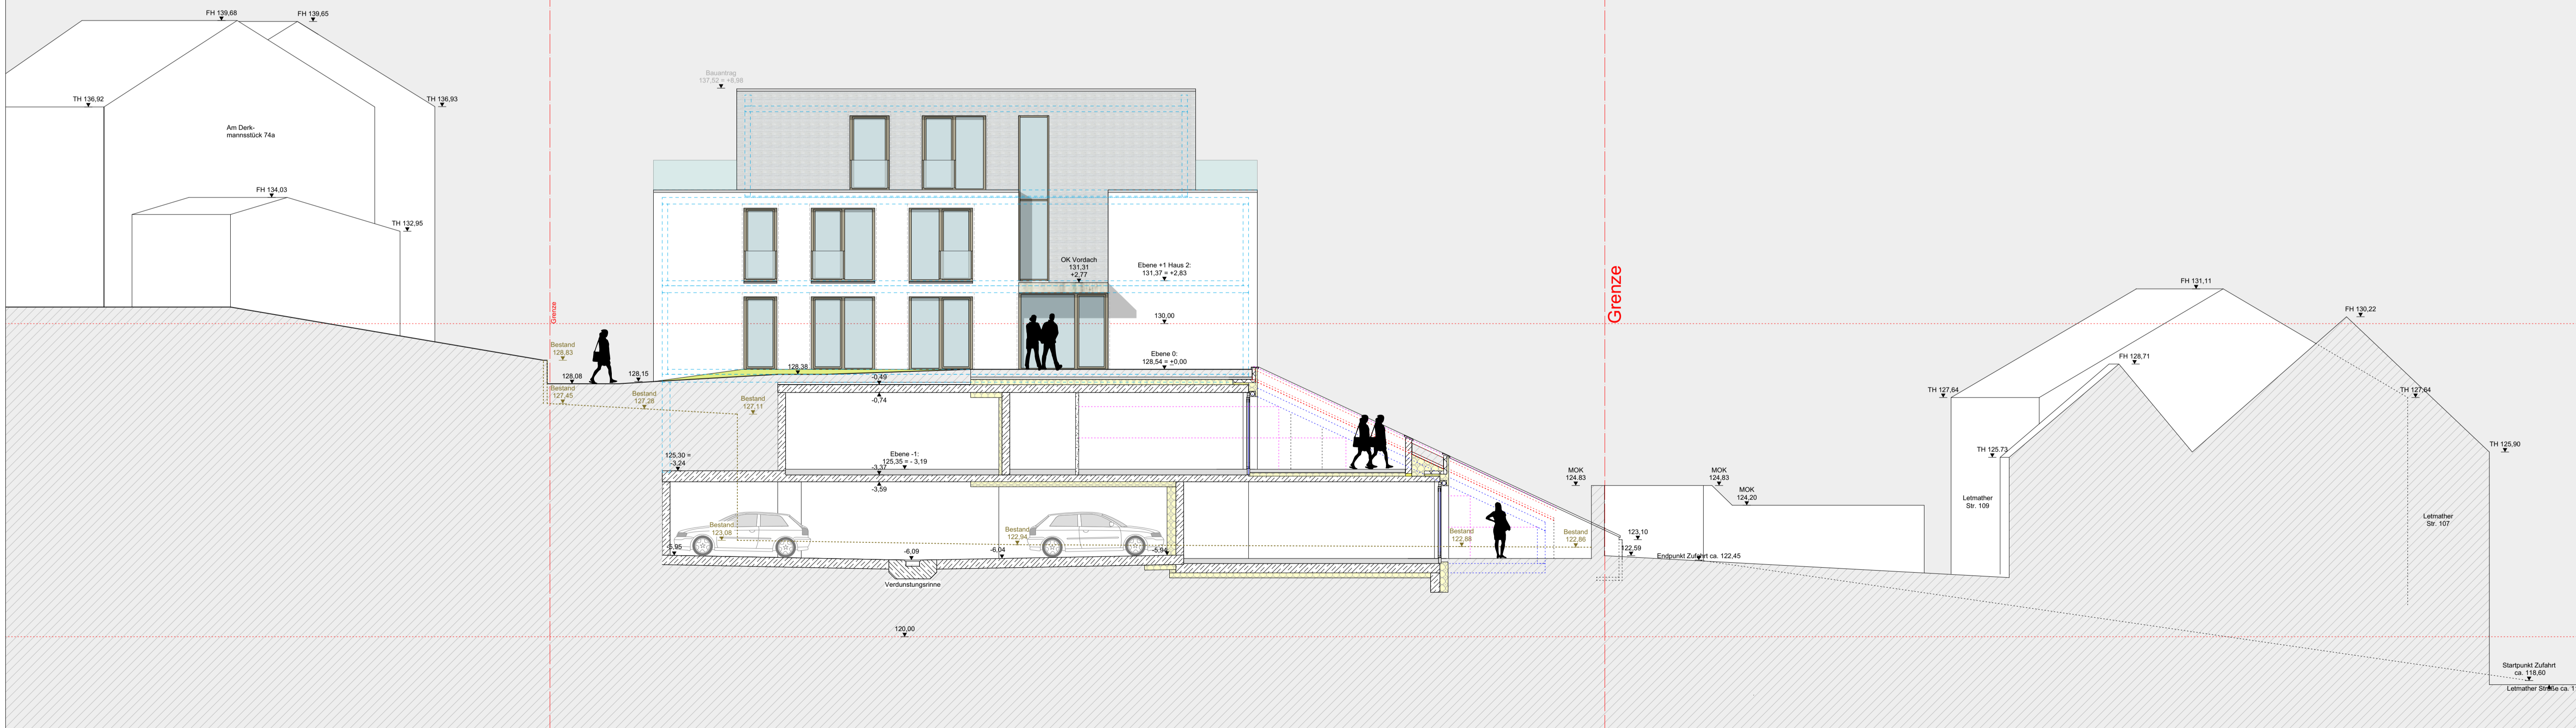 FH 139,68
FH 139,65
TH 136,92
TH 136,93
Am Derk-
mannsstück 74a
FH 134,03
TH 132,95
Bauantrag
137,52 = +8,98
OK Vordach
131,31
+2,77
Ebene +1 Haus 2:
131,37 = +2,83
130,00
Ebene 0:
128,54 = +0,00
Grenze
Grenze
Bestand
128,83
128,08
128,15
128,38
Bestand
127,45
Bestand
127,28
Bestand
127,11
-0,49
-0,74
125,30 =
-3,24
Ebene -1:
125,35 = - 3,19
-3,37
-3,59
Bestand
123,08
Bestand
122,94
-5,95
-6,09
-6,04
-5,94
Verdunstungsrinne
Bestand
122,88
Bestand
122,86
MOK
124,83
MOK
124,83
MOK
124,20
123,10
122,59
Endpunkt Zufahrt ca. 122,45
FH 131,11
FH 130,22
FH 128,71
TH 127,64
TH 127,64
TH 125,73
TH 125,90
Letmather
Str. 109
Letmather
Str. 107
120,00
Startpunkt Zufahrt
ca. 118,60
Letmather Straße ca. 1